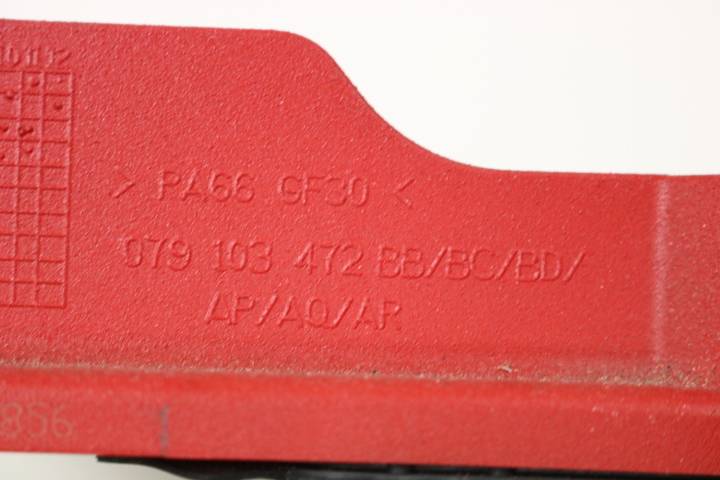 > PA66 GF30 <
079 103 472 BB/BC/BD/
AP/AQ/AR
856